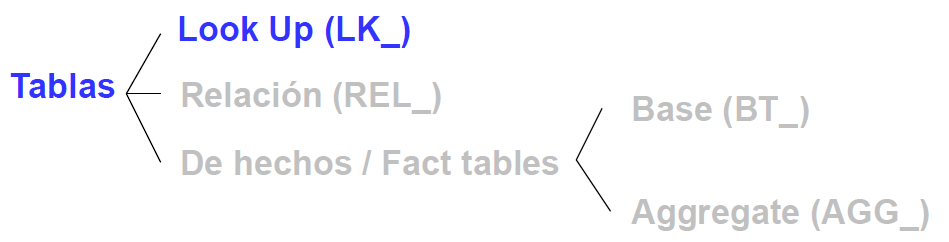 Look Up (LK_)
Tablas
Relación (REL_)
Base (BT_)
De hechos / Fact tables
Aggregate (AGG_)